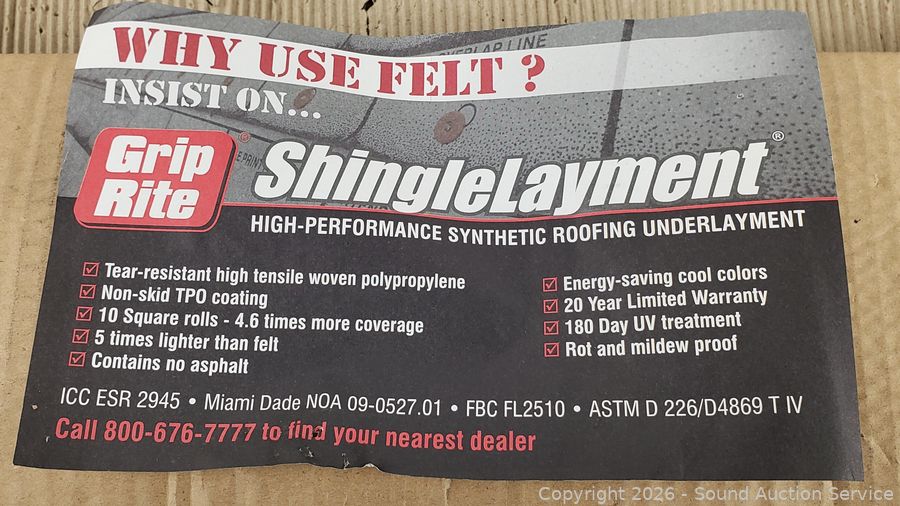 WHY USE FELT ?
OVERLAP LINE
INSIST ON...
Grip
Rite
®
ShingleLayment®
HIGH-PERFORMANCE SYNTHETIC ROOFING UNDERLAYMENT
Tear-resistant high tensile woven polypropylene
Non-skid TPO coating
10 Square rolls - 4.6 times more coverage
5 times lighter than felt
Contains no asphalt
Energy-saving cool colors
20 Year Limited Warranty
180 Day UV treatment
Rot and mildew proof
ICC ESR 2945 • Miami Dade NOA 09-0527.01 • FBC FL2510 • ASTM D 226/D4869 T IV
Call 800-676-7777 to find your nearest dealer
Copyright 2026 - Sound Auction Service